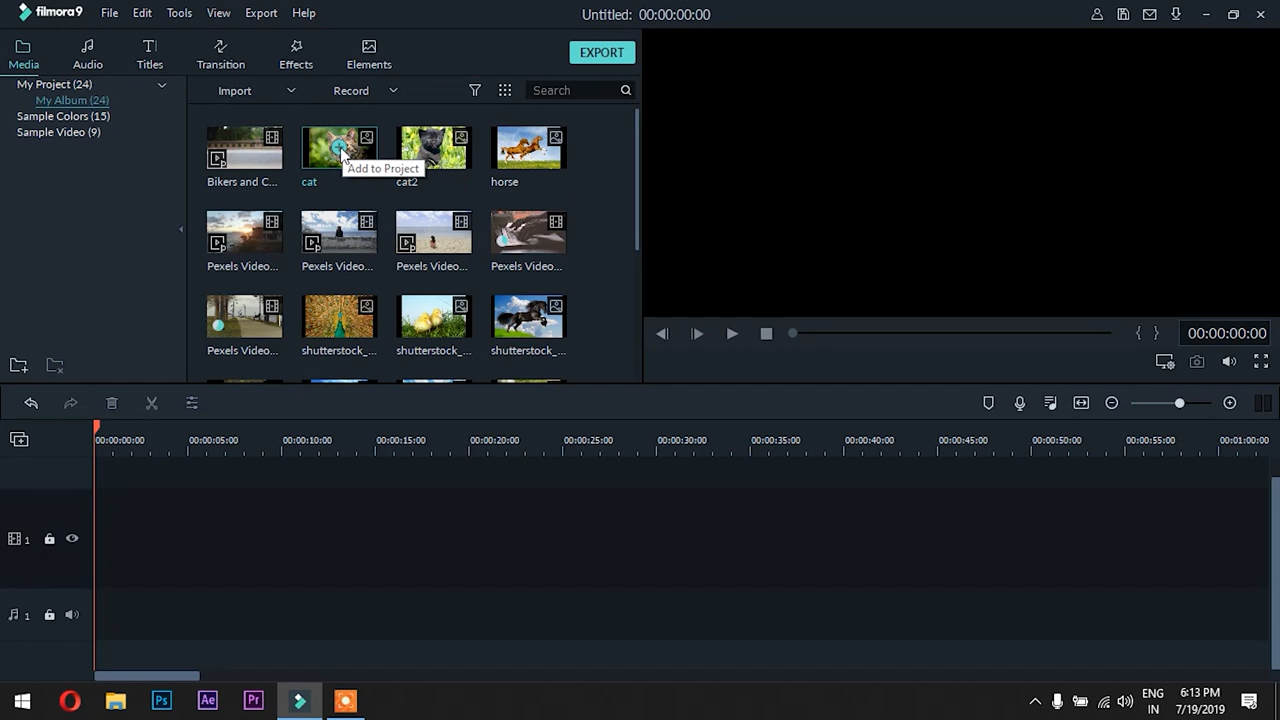 filmora9 File Edit Tools View Export Help Untitled: 00:00:00:00
Media Audio Titles Transition Effects Elements EXPORT
My Project (24)
My Album (24)
Sample Colors (15)
Sample Video (9)
Import Record Search
Add to Project
Bikers and C... cat cat2 horse
Pexels Video... Pexels Video... Pexels Video... Pexels Video...
Pexels Video... shutterstock_... shutterstock_... shutterstock_...
00:00:00:00
00:00:00:00 00:00:05:00 00:00:10:00 00:00:15:00 00:00:20:00 00:00:25:00 00:00:30:00 00:00:35:00 00:00:40:00 00:00:45:00 00:00:50:00 00:00:55:00 00:01:00:00
1
1
Ps Ae Pr
ENG
IN
6:13 PM
7/19/2019